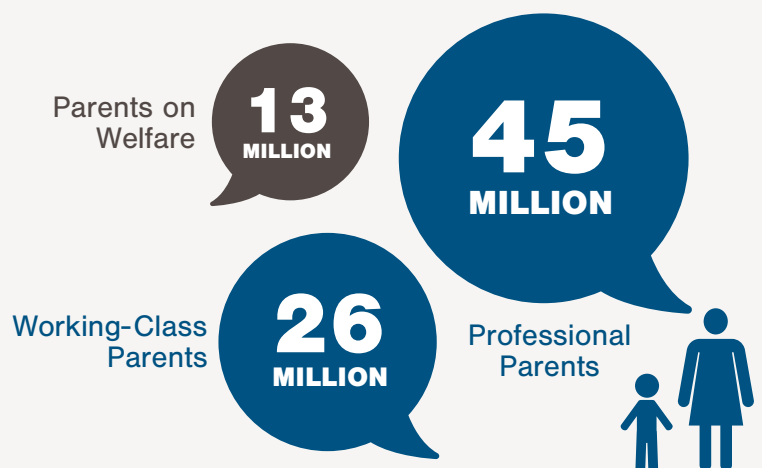 Parents on
Welfare
13
MILLION
45
MILLION
Working-Class
Parents
26
MILLION
Professional
Parents